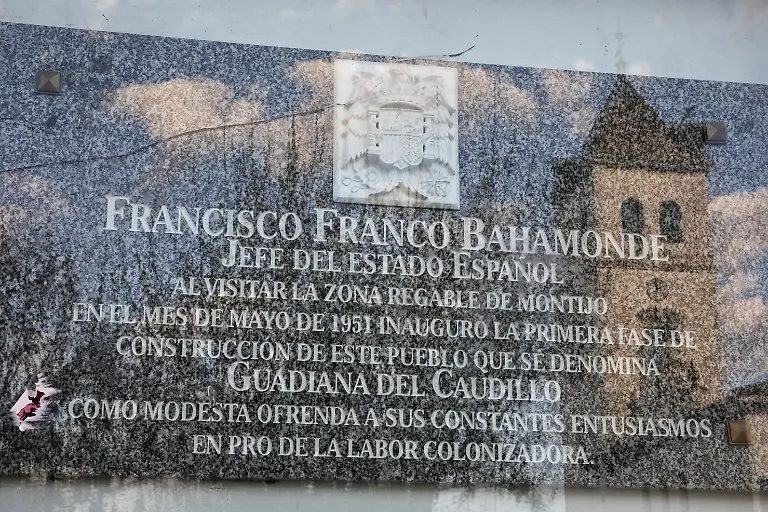 FRANCISCO FRANCO BAHAMONDE
JEFE DEL ESTADO ESPAÑOL
AL VISITAR LA ZONA REGABLE DE MONTIJO
EN EL MES DE MAYO DE 1951 INAUGURO LA PRIMERA FASE DE
CONSTRUCCIÓN DE ESTE PUEBLO QUE SE DENOMINA
GUADIANA DEL CAUDILLO
COMO MODESTA OFRENDA A SUS CONSTANTES ENTUSIASMOS
EN PRO DE LA LABOR COLONIZADORA.